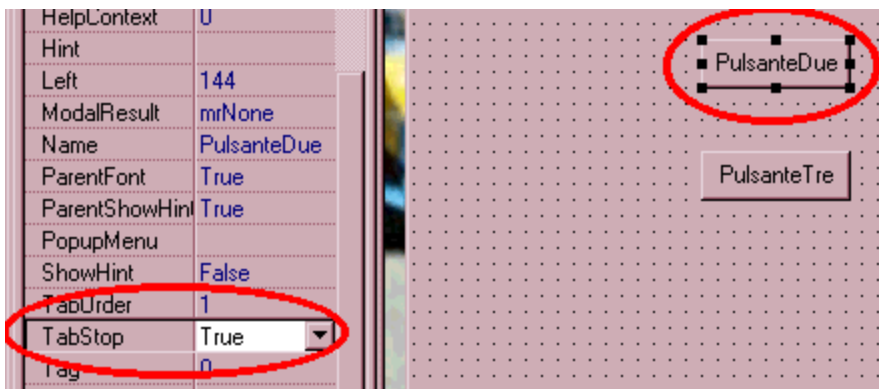 HelpContext 0
Hint
Left 144
ModalResult mrNone
Name PulsanteDue
ParentFont True
ParentShowHint True
PopupMenu
ShowHint False
TabOrder 1
TabStop True
Tag 0
PulsanteDue
PulsanteTre